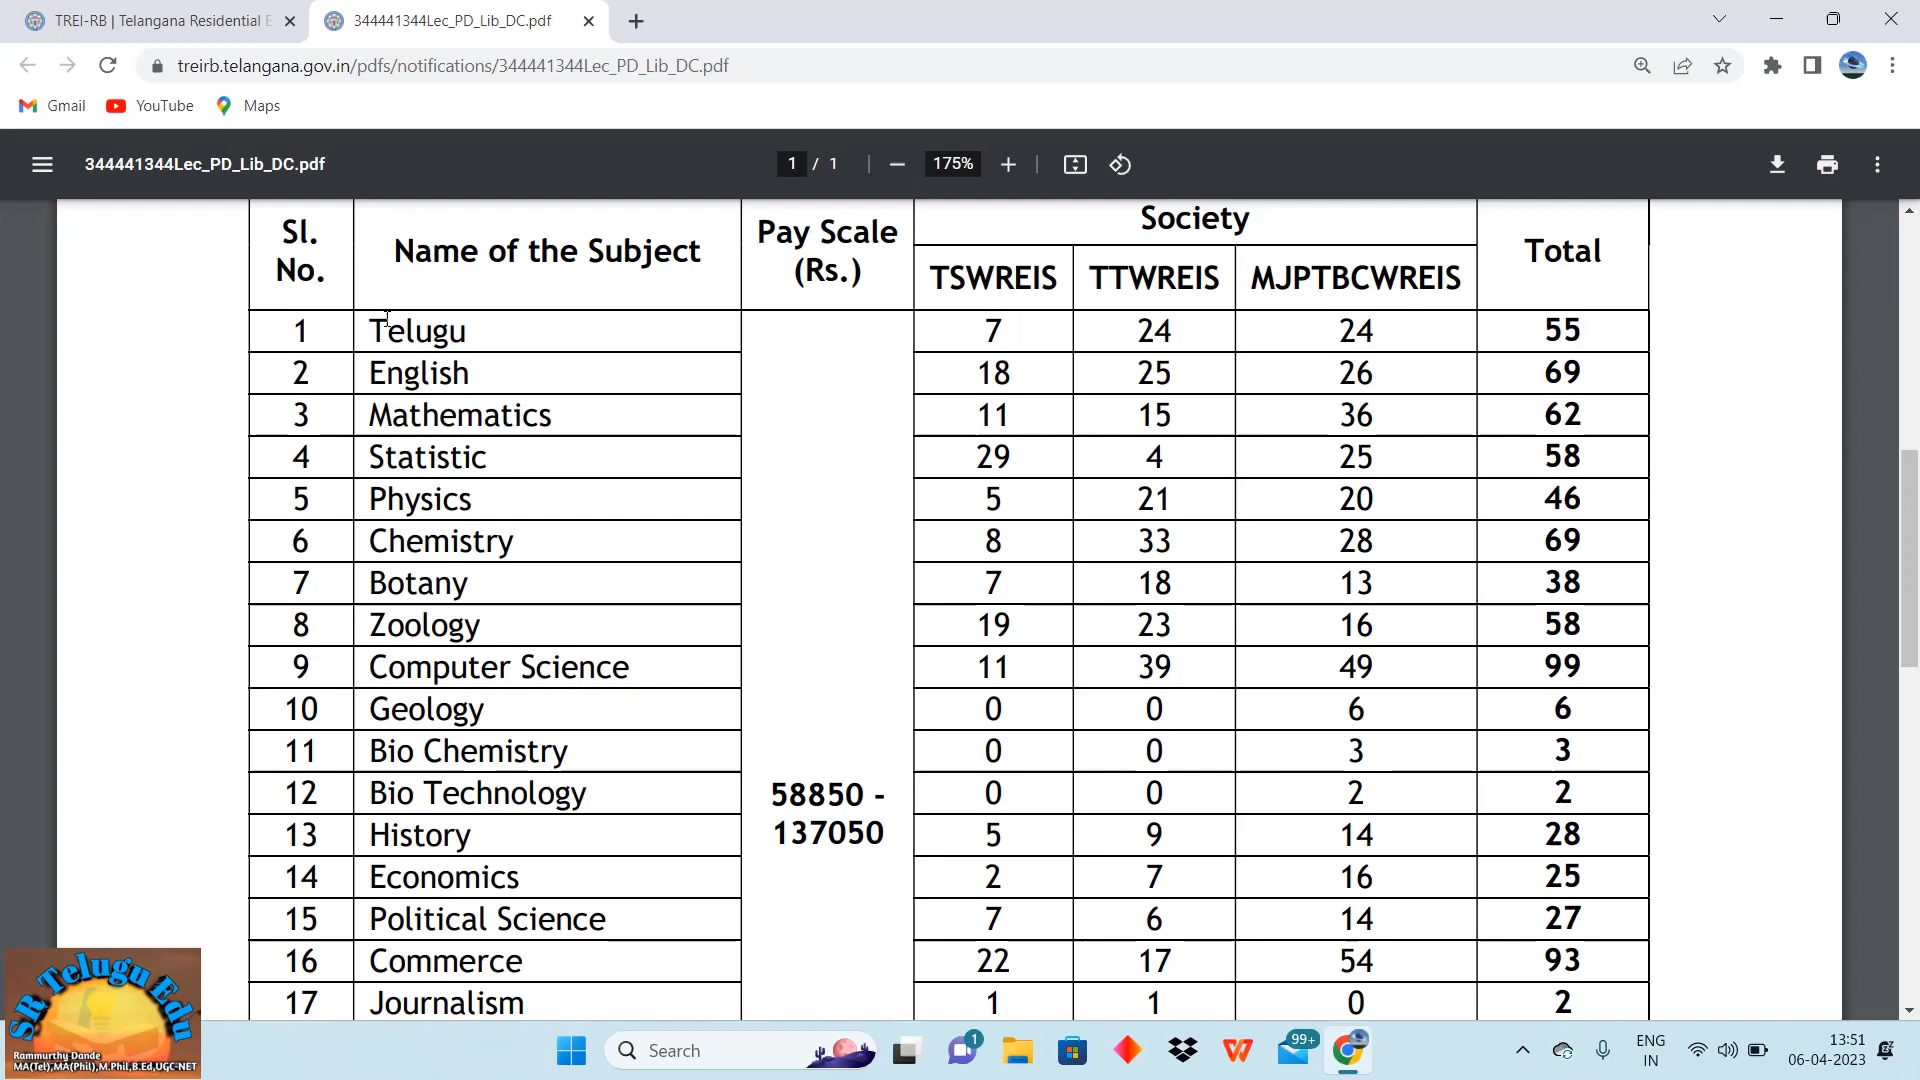 TREI-RB | Telangana Residential E
344441344Lec_PD_Lib_DC.pdf
treirb.telangana.gov.in/pdfs/notifications/344441344Lec_PD_Lib_DC.pdf
Gmail YouTube Maps
344441344Lec_PD_Lib_DC.pdf 1 / 1 175%
Sl. No. Name of the Subject Pay Scale (Rs.) Society Total
TSWREIS TTWREIS MJPTBCWREIS
1 Telugu 7 24 24 55
2 English 18 25 26 69
3 Mathematics 11 15 36 62
4 Statistic 29 4 25 58
5 Physics 5 21 20 46
6 Chemistry 8 33 28 69
7 Botany 7 18 13 38
8 Zoology 19 23 16 58
9 Computer Science 11 39 49 99
10 Geology 0 0 6 6
11 Bio Chemistry 0 0 3 3
12 Bio Technology 0 0 2 2
58850 -
137050
13 History 5 9 14 28
14 Economics 2 7 16 25
15 Political Science 7 6 14 27
16 Commerce 22 17 54 93
17 Journalism 1 1 0 2
SR Telugu Edu
Rammurthy Dande
MA(Tel),MA(Phil),M.Phil,B.Ed,UGC-NET
Search
1
99+
ENG
IN
13:51
06-04-2023